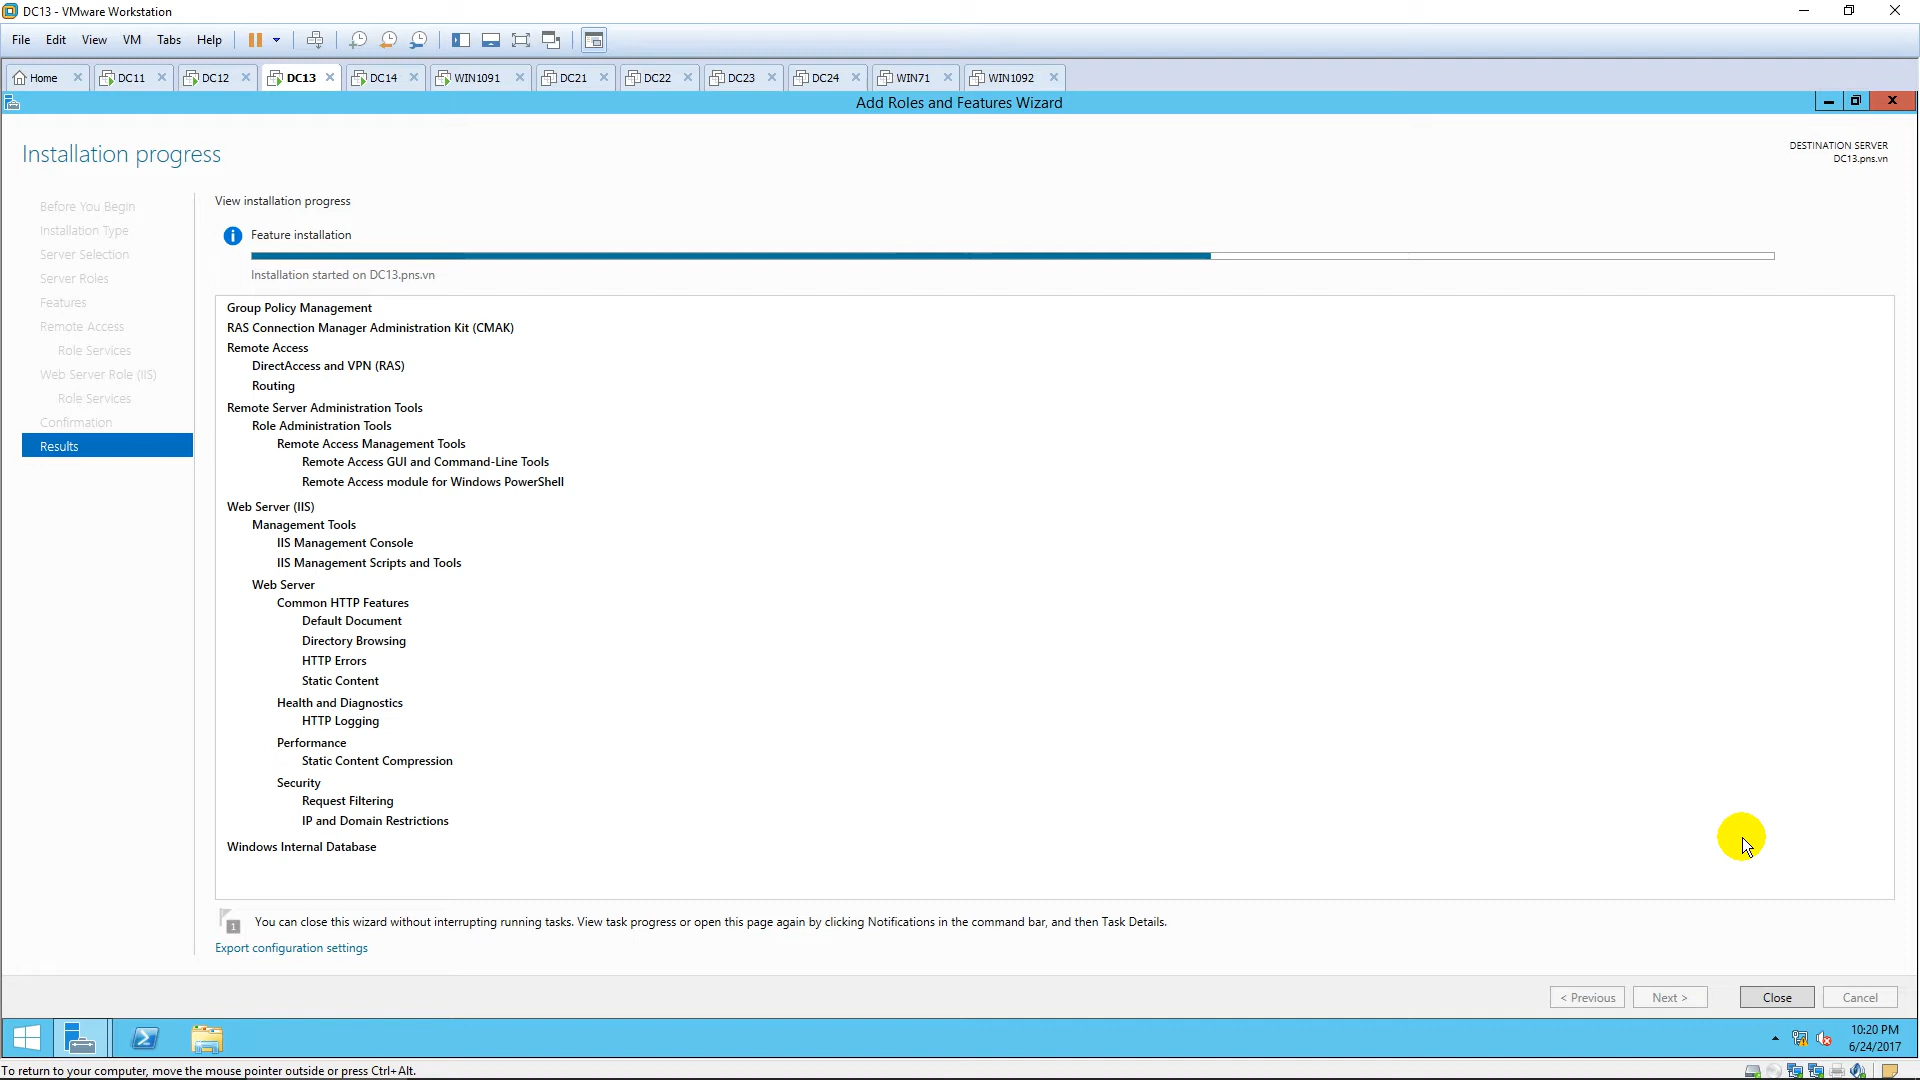 DC13 - VMware Workstation
File Edit View VM Tabs Help
Home DC11 DC12 DC13 DC14 WIN1091 DC21 DC22 DC23 DC24 WIN71 WIN1092
Add Roles and Features Wizard
Installation progress
DESTINATION SERVER
DC13.pns.vn
Before You Begin
Installation Type
Server Selection
Server Roles
Features
Remote Access
Role Services
Web Server Role (IIS)
Role Services
Confirmation
Results
View installation progress
Feature installation
Installation started on DC13.pns.vn
Group Policy Management
RAS Connection Manager Administration Kit (CMAK)
Remote Access
DirectAccess and VPN (RAS)
Routing
Remote Server Administration Tools
Role Administration Tools
Remote Access Management Tools
Remote Access GUI and Command-Line Tools
Remote Access module for Windows PowerShell
Web Server (IIS)
Management Tools
IIS Management Console
IIS Management Scripts and Tools
Web Server
Common HTTP Features
Default Document
Directory Browsing
HTTP Errors
Static Content
Health and Diagnostics
HTTP Logging
Performance
Static Content Compression
Security
Request Filtering
IP and Domain Restrictions
Windows Internal Database
1 You can close this wizard without interrupting running tasks. View task progress or open this page again by clicking Notifications in the command bar, and then Task Details.
Export configuration settings
< Previous Next > Close Cancel
10:20 PM
6/24/2017
To return to your computer, move the mouse pointer outside or press Ctrl+Alt.